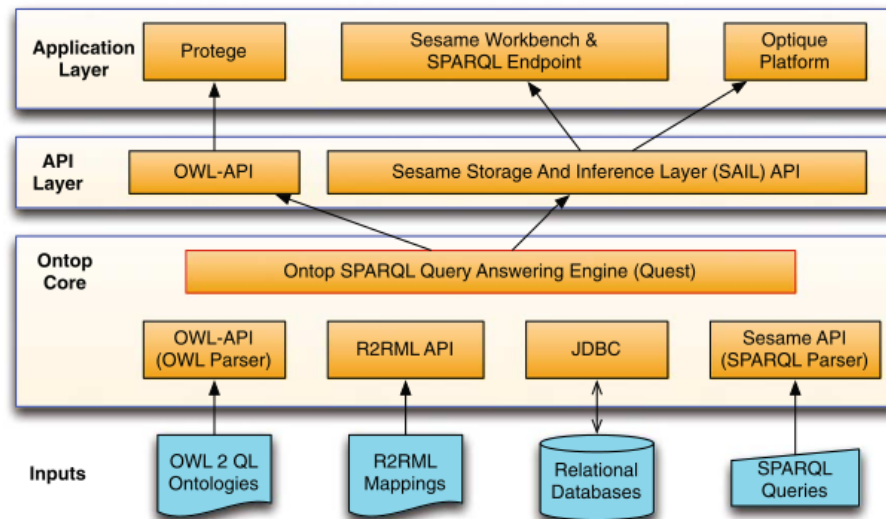 Application
Layer
Protege
Sesame Workbench &
SPARQL Endpoint
Optique
Platform
API
Layer
OWL-API
Sesame Storage And Inference Layer (SAIL) API
Ontop
Core
Ontop SPARQL Query Answering Engine (Quest)
OWL-API
(OWL Parser)
R2RML API
JDBC
Sesame API
(SPARQL Parser)
Inputs
OWL 2 QL
Ontologies
R2RML
Mappings
Relational
Databases
SPARQL
Queries